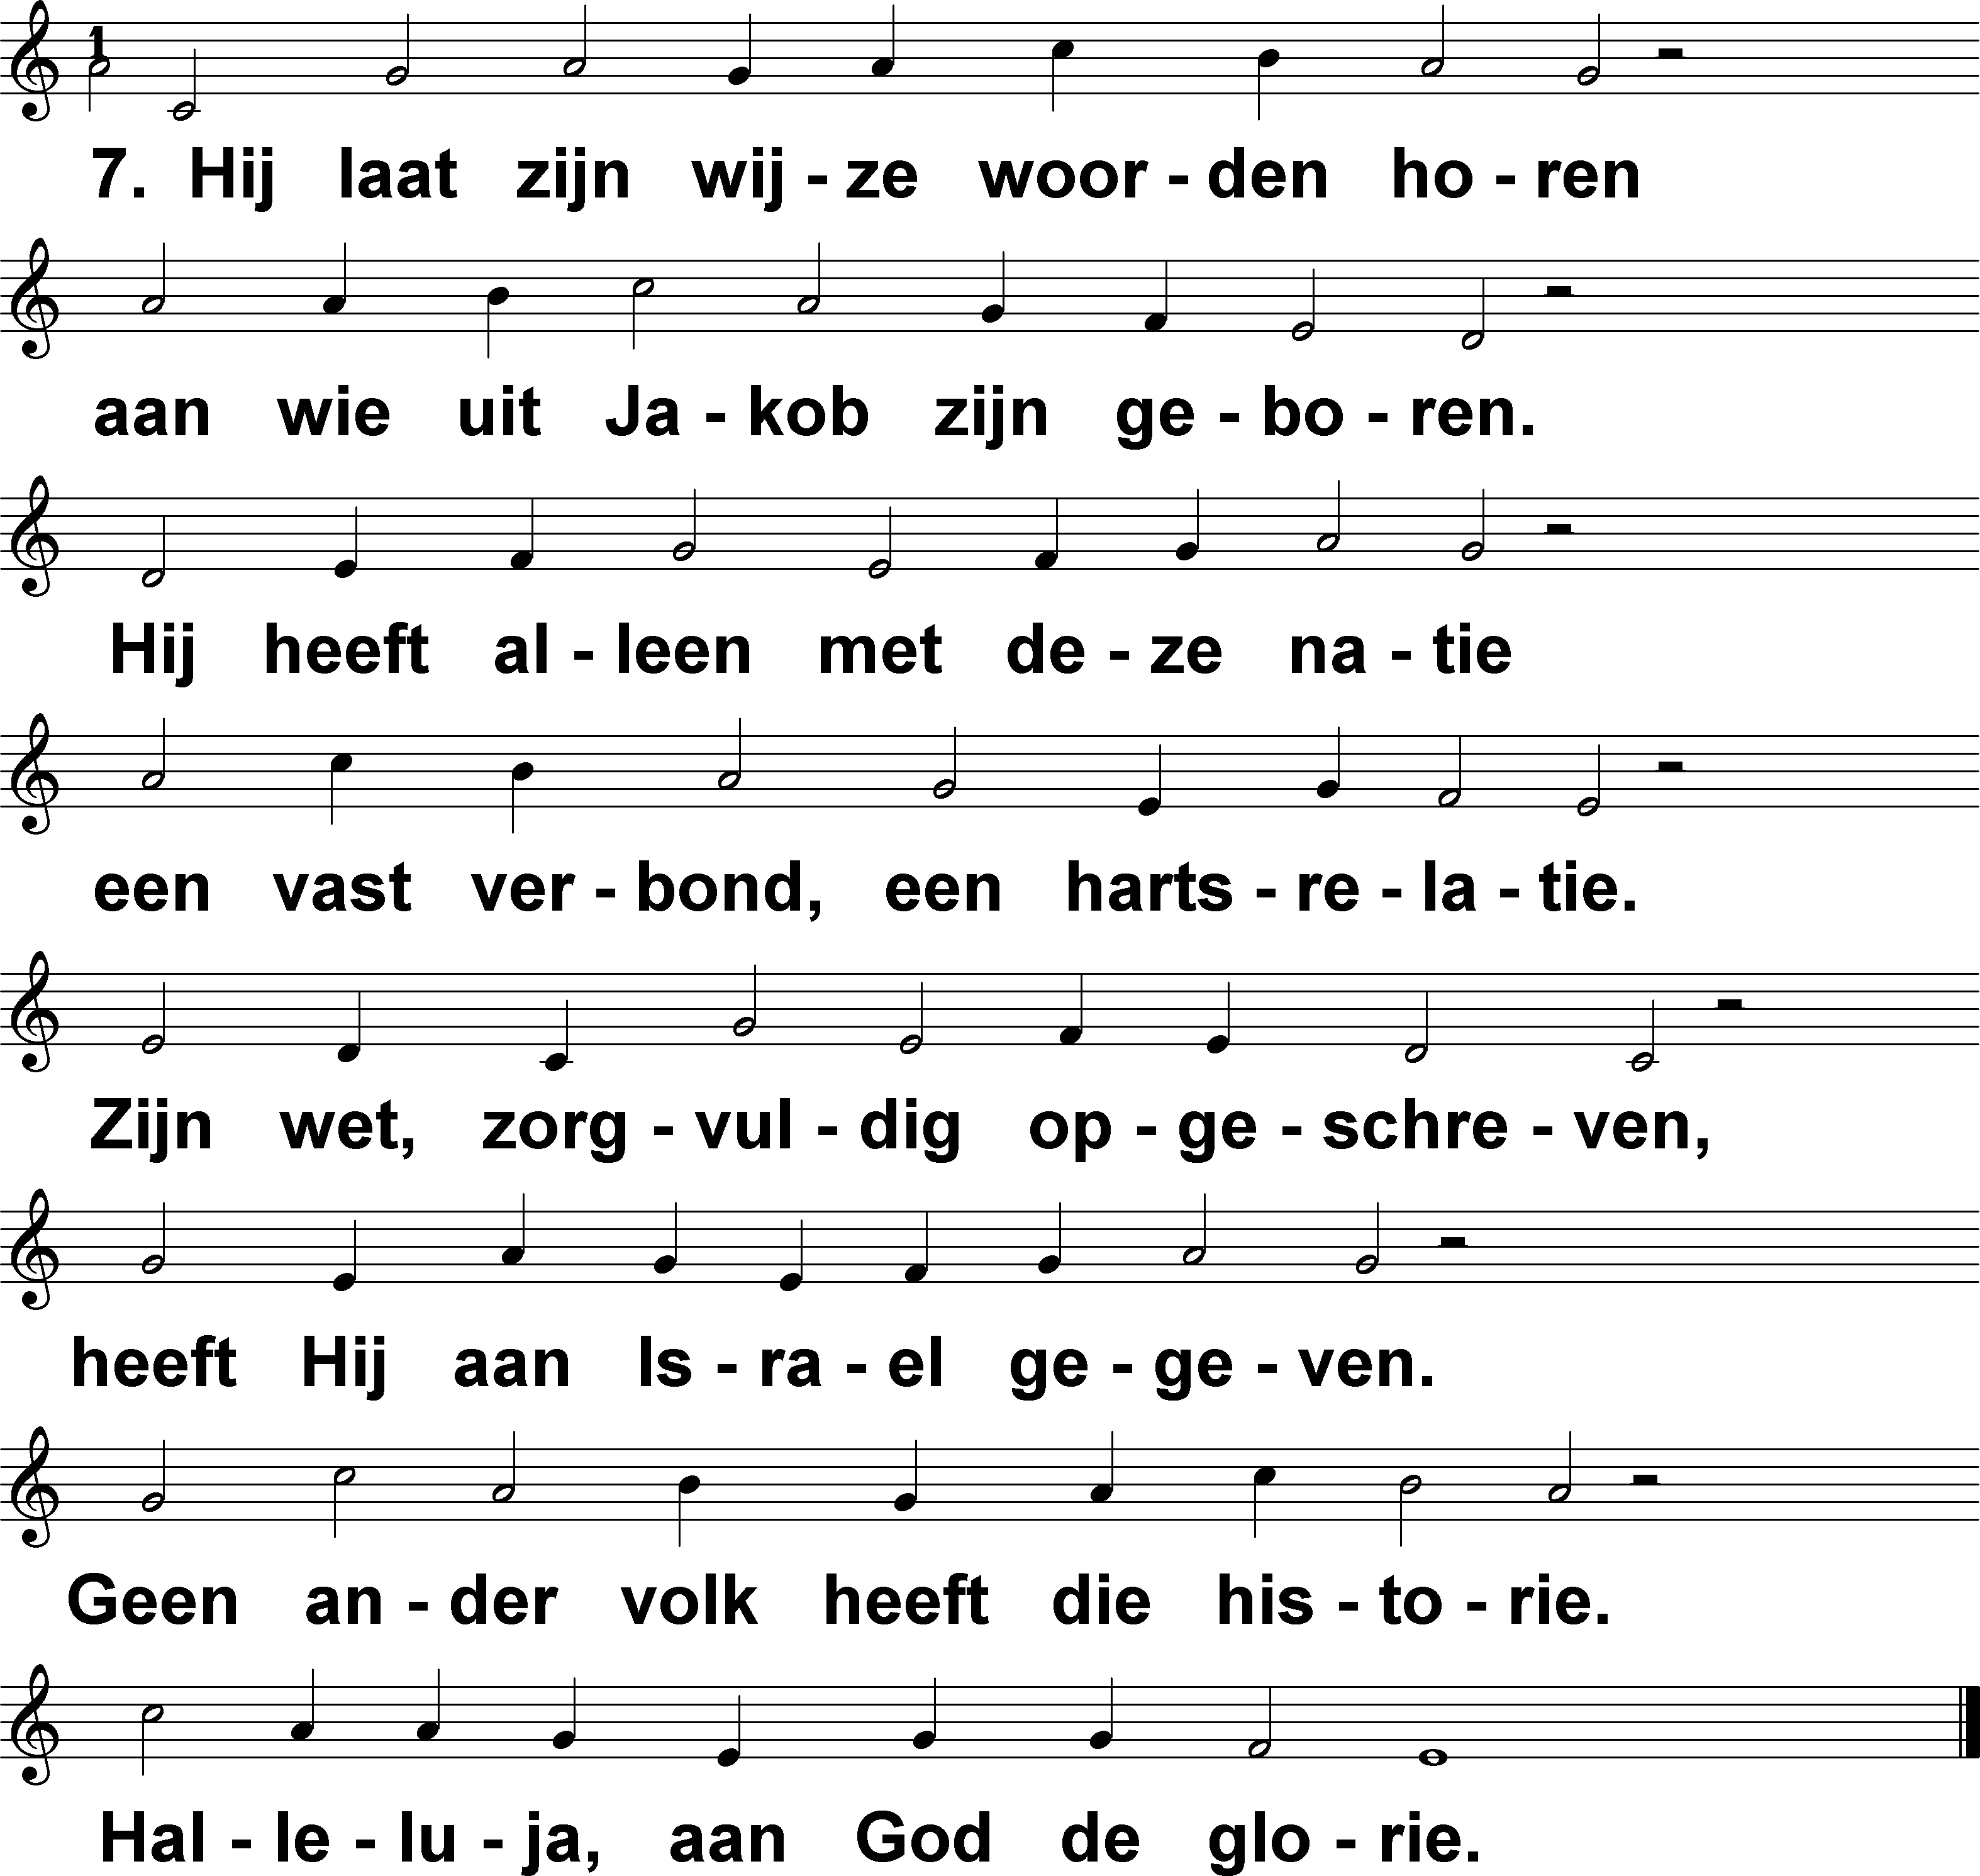 1
7. Hij laat zijn wij - ze woor - den ho - ren
aan wie uit Ja - kob zijn ge - bo - ren.
Hij heeft al - leen met de - ze na - tie
een vast ver - bond, een harts - re - la - tie.
Zijn wet, zorg - vul - dig op - ge - schre - ven,
heeft Hij aan Is - ra - el ge - ge - ven.
Geen an - der volk heeft die his - to - rie.
Hal - le - lu - ja, aan God de glo - rie.